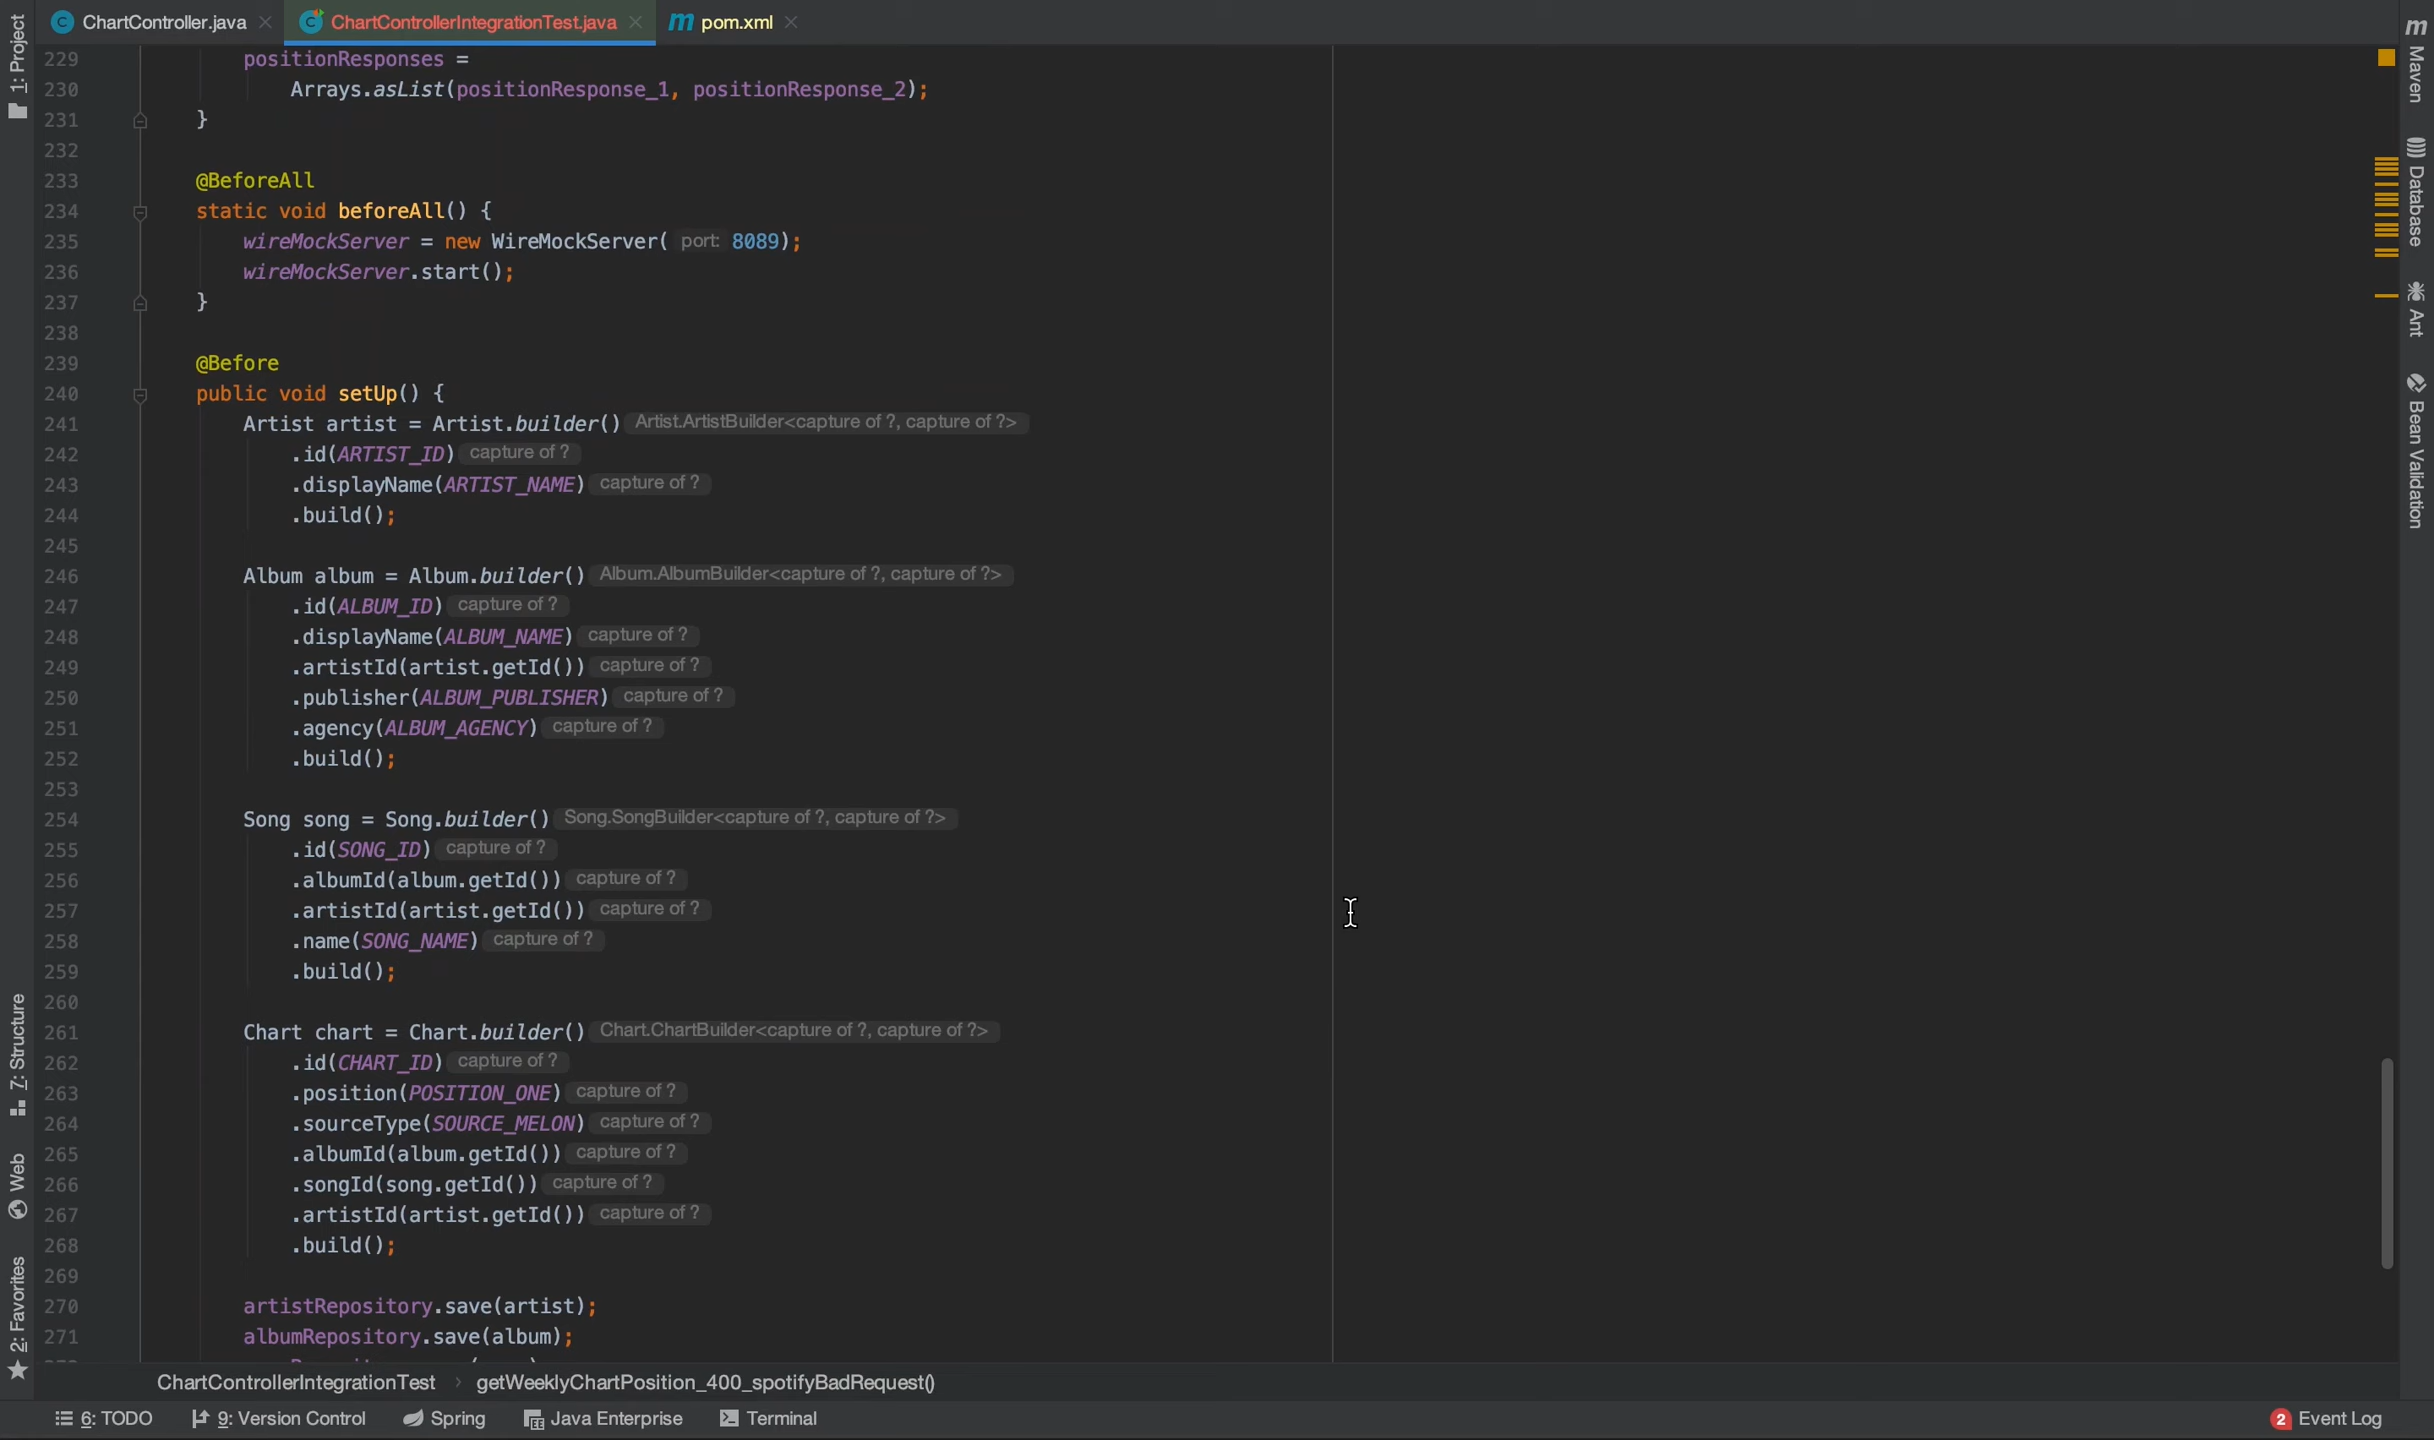 ChartController.java
ChartControllerIntegrationTest.java
m pom.xml
1: Project
7: Structure
Web
2: Favorites
m Maven
Database
Ant
Bean Validation
229 positionResponses =
230 Arrays.asList(positionResponse_1, positionResponse_2);
231 }
232
233 @BeforeAll
234 static void beforeAll() {
235 wireMockServer = new WireMockServer( port: 8089);
236 wireMockServer.start();
237 }
238
239 @Before
240 public void setUp() {
241 Artist artist = Artist.builder() Artist.ArtistBuilder<capture of ?, capture of ?>
242 .id(ARTIST_ID) capture of ?
243 .displayName(ARTIST_NAME) capture of ?
244 .build();
245
246 Album album = Album.builder() Album.AlbumBuilder<capture of ?, capture of ?>
247 .id(ALBUM_ID) capture of ?
248 .displayName(ALBUM_NAME) capture of ?
249 .artistId(artist.getId()) capture of ?
250 .publisher(ALBUM_PUBLISHER) capture of ?
251 .agency(ALBUM_AGENCY) capture of ?
252 .build();
253
254 Song song = Song.builder() Song.SongBuilder<capture of ?, capture of ?>
255 .id(SONG_ID) capture of ?
256 .albumId(album.getId()) capture of ?
257 .artistId(artist.getId()) capture of ?
258 .name(SONG_NAME) capture of ?
259 .build();
260
261 Chart chart = Chart.builder() Chart.ChartBuilder<capture of ?, capture of ?>
262 .id(CHART_ID) capture of ?
263 .position(POSITION_ONE) capture of ?
264 .sourceType(SOURCE_MELON) capture of ?
265 .albumId(album.getId()) capture of ?
266 .songId(song.getId()) capture of ?
267 .artistId(artist.getId()) capture of ?
268 .build();
269
270 artistRepository.save(artist);
271 albumRepository.save(album);
ChartControllerIntegrationTest › getWeeklyChartPosition_400_spotifyBadRequest()
6: TODO
9: Version Control
Spring
Java Enterprise
Terminal
2 Event Log